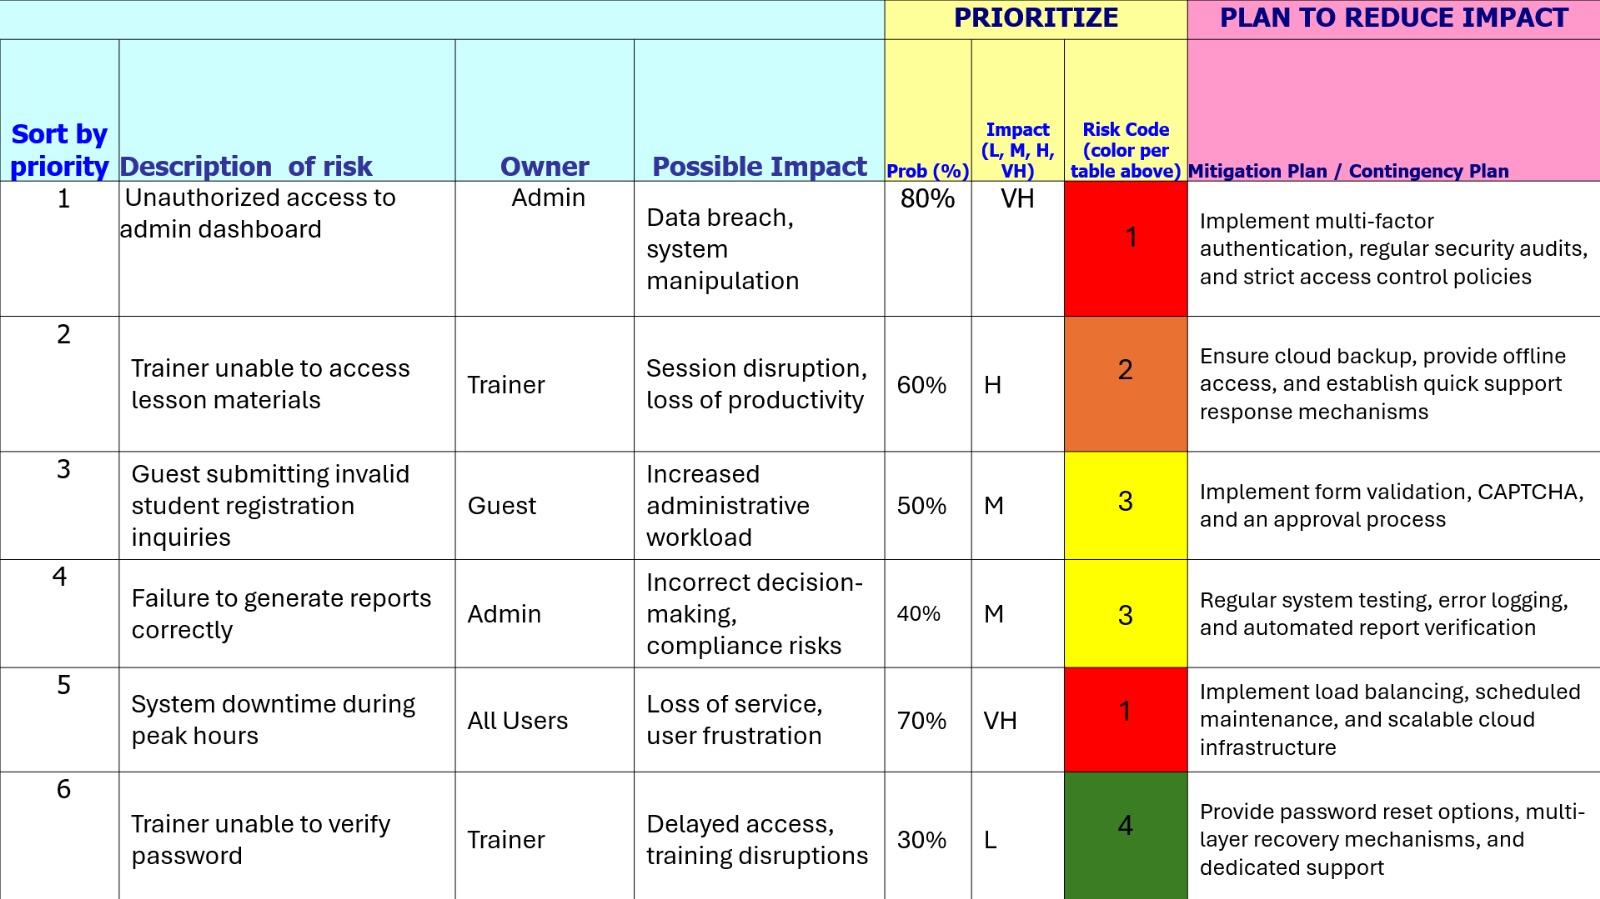 PRIORITIZE
PLAN TO REDUCE IMPACT
Sort by
priority
Description of risk
Owner
Possible Impact
Prob (%)
Impact
(L, M, H,
VH)
Risk Code
(color per
table above)
Mitigation Plan / Contingency Plan
1
Unauthorized access to
admin dashboard
Admin
Data breach,
system
manipulation
80%
VH
1
Implement multi-factor
authentication, regular security audits,
and strict access control policies
2
Trainer unable to access
lesson materials
Trainer
Session disruption,
loss of productivity
60%
H
2
Ensure cloud backup, provide offline
access, and establish quick support
response mechanisms
3
Guest submitting invalid
student registration
inquiries
Guest
Increased
administrative
workload
50%
M
3
Implement form validation, CAPTCHA,
and an approval process
4
Failure to generate reports
correctly
Admin
Incorrect decision-
making,
compliance risks
40%
M
3
Regular system testing, error logging,
and automated report verification
5
System downtime during
peak hours
All Users
Loss of service,
user frustration
70%
VH
1
Implement load balancing, scheduled
maintenance, and scalable cloud
infrastructure
6
Trainer unable to verify
password
Trainer
Delayed access,
training disruptions
30%
L
4
Provide password reset options, multi-
layer recovery mechanisms, and
dedicated support